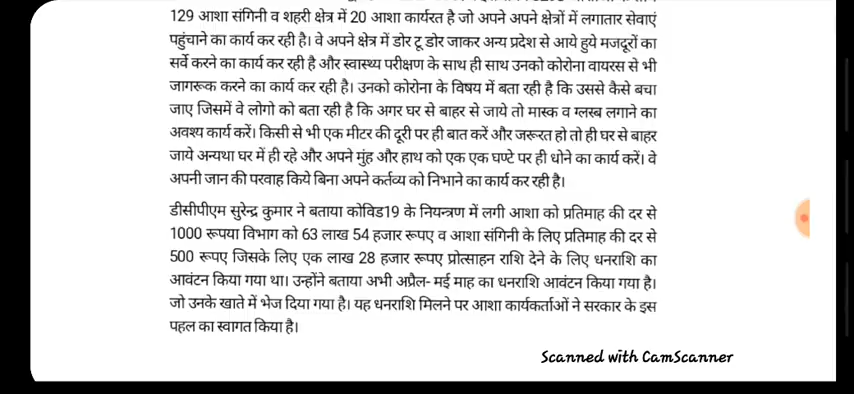 129 आशा संगिनी व शहरी क्षेत्र में 20 आशा कार्यरत है जो अपने अपने क्षेत्रों में लगातार सेवाएं
पहुंचाने का कार्य कर रही है। वे अपने क्षेत्र में डोर टू डोर जाकर अन्य प्रदेश से आये हुये मजदूरों का
सर्वे करने का कार्य कर रही है और स्वास्थ्य परीक्षण के साथ ही साथ उनको कोरोना वायरस से भी
जागरूक करने का कार्य कर रही है। उनको कोरोना के विषय में बता रही है कि उससे कैसे बचा
जाए जिसमें वे लोगो को बता रही है कि अगर घर से बाहर से जाये तो मास्क व ग्लस्ब लगाने का
अवश्य कार्य करें। किसी से भी एक मीटर की दूरी पर ही बात करें और जरूरत हो तो ही घर से बाहर
जाये अन्यथा घर में ही रहे और अपने मुंह और हाथ को एक एक घण्टे पर ही धोने का कार्य करें। वे
अपनी जान की परवाह किये बिना अपने कर्तव्य को निभाने का कार्य कर रही है।
डीसीपीएम सुरेन्द्र कुमार ने बताया कोविड19 के नियन्त्रण में लगी आशा को प्रतिमाह की दर से
1000 रूपया विभाग को 63 लाख 54 हजार रूपए व आशा संगिनी के लिए प्रतिमाह की दर से
500 रूपए जिसके लिए एक लाख 28 हजार रूपए प्रोत्साहन राशि देने के लिए धनराशि का
आवंटन किया गया था। उन्होंने बताया अभी अप्रैल- मई माह का धनराशि आवंटन किया गया है।
जो उनके खाते में भेज दिया गया है। यह धनराशि मिलने पर आशा कार्यकर्ताओं ने सरकार के इस
पहल का स्वागत किया है।
Scanned with CamScanner